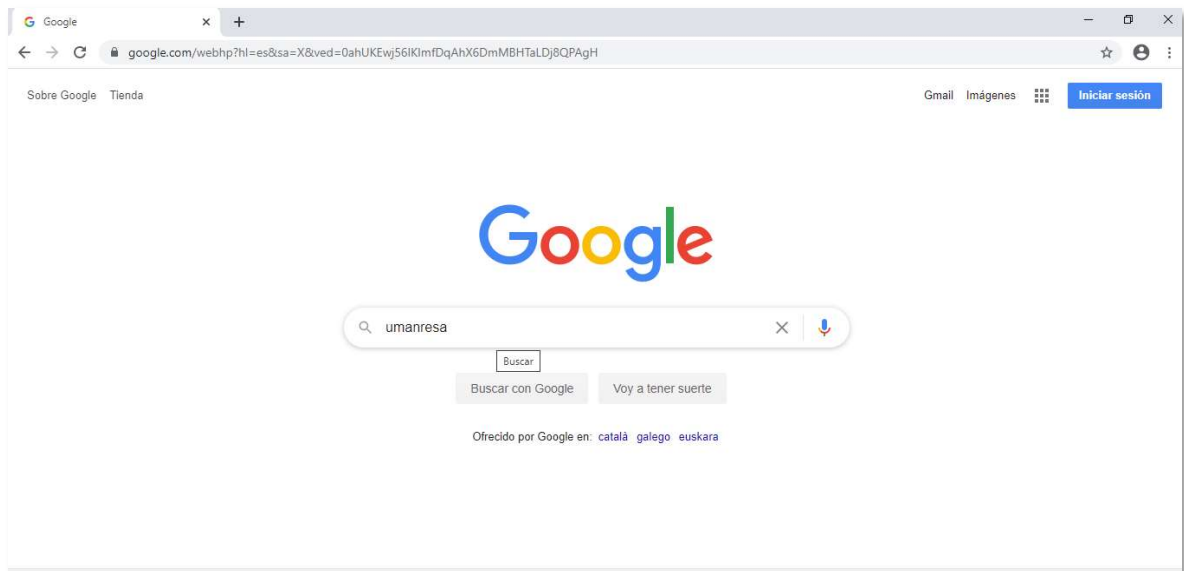 Google
google.com/webhp?hl=es&sa=X&ved=0ahUKEwj56IKImfDqAhX6DmMBHTaLDj8QPAgH
Sobre Google Tienda Gmail Imágenes Iniciar sesión
Google
umanresa
Buscar
Buscar con Google Voy a tener suerte
Ofrecido por Google en: català galego euskara